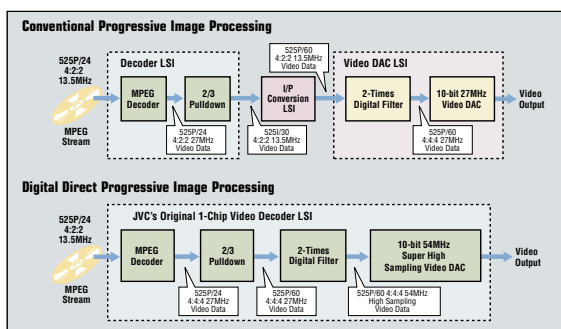 Conventional Progressive Image Processing
525P/24
4:2:2
13.5MHz
MPEG
Stream
Decoder LSI
MPEG
Decoder
525P/24
4:2:2 27MHz
Video Data
2/3
Pulldown
525I/30
4:2:2 13.5MHz
Video Data
I/P
Conversion
LSI
525P/60
4:2:2 13.5MHz
Video Data
Video DAC LSI
2-Times
Digital Filter
525P/60
4:4:4 27MHz
Video Data
10-bit 27MHz
Video DAC
Video
Output
Digital Direct Progressive Image Processing
525P/24
4:2:2
13.5MHz
MPEG
Stream
JVC's Original 1-Chip Video Decoder LSI
MPEG
Decoder
525P/24
4:4:4 27MHz
Video Data
2/3
Pulldown
525P/60
4:4:4 27MHz
Video Data
2-Times
Digital Filter
525P/60 4:4:4 54MHz
High Sampling
Video Data
10-bit 54MHz
Super High
Sampling Video DAC
Video
Output